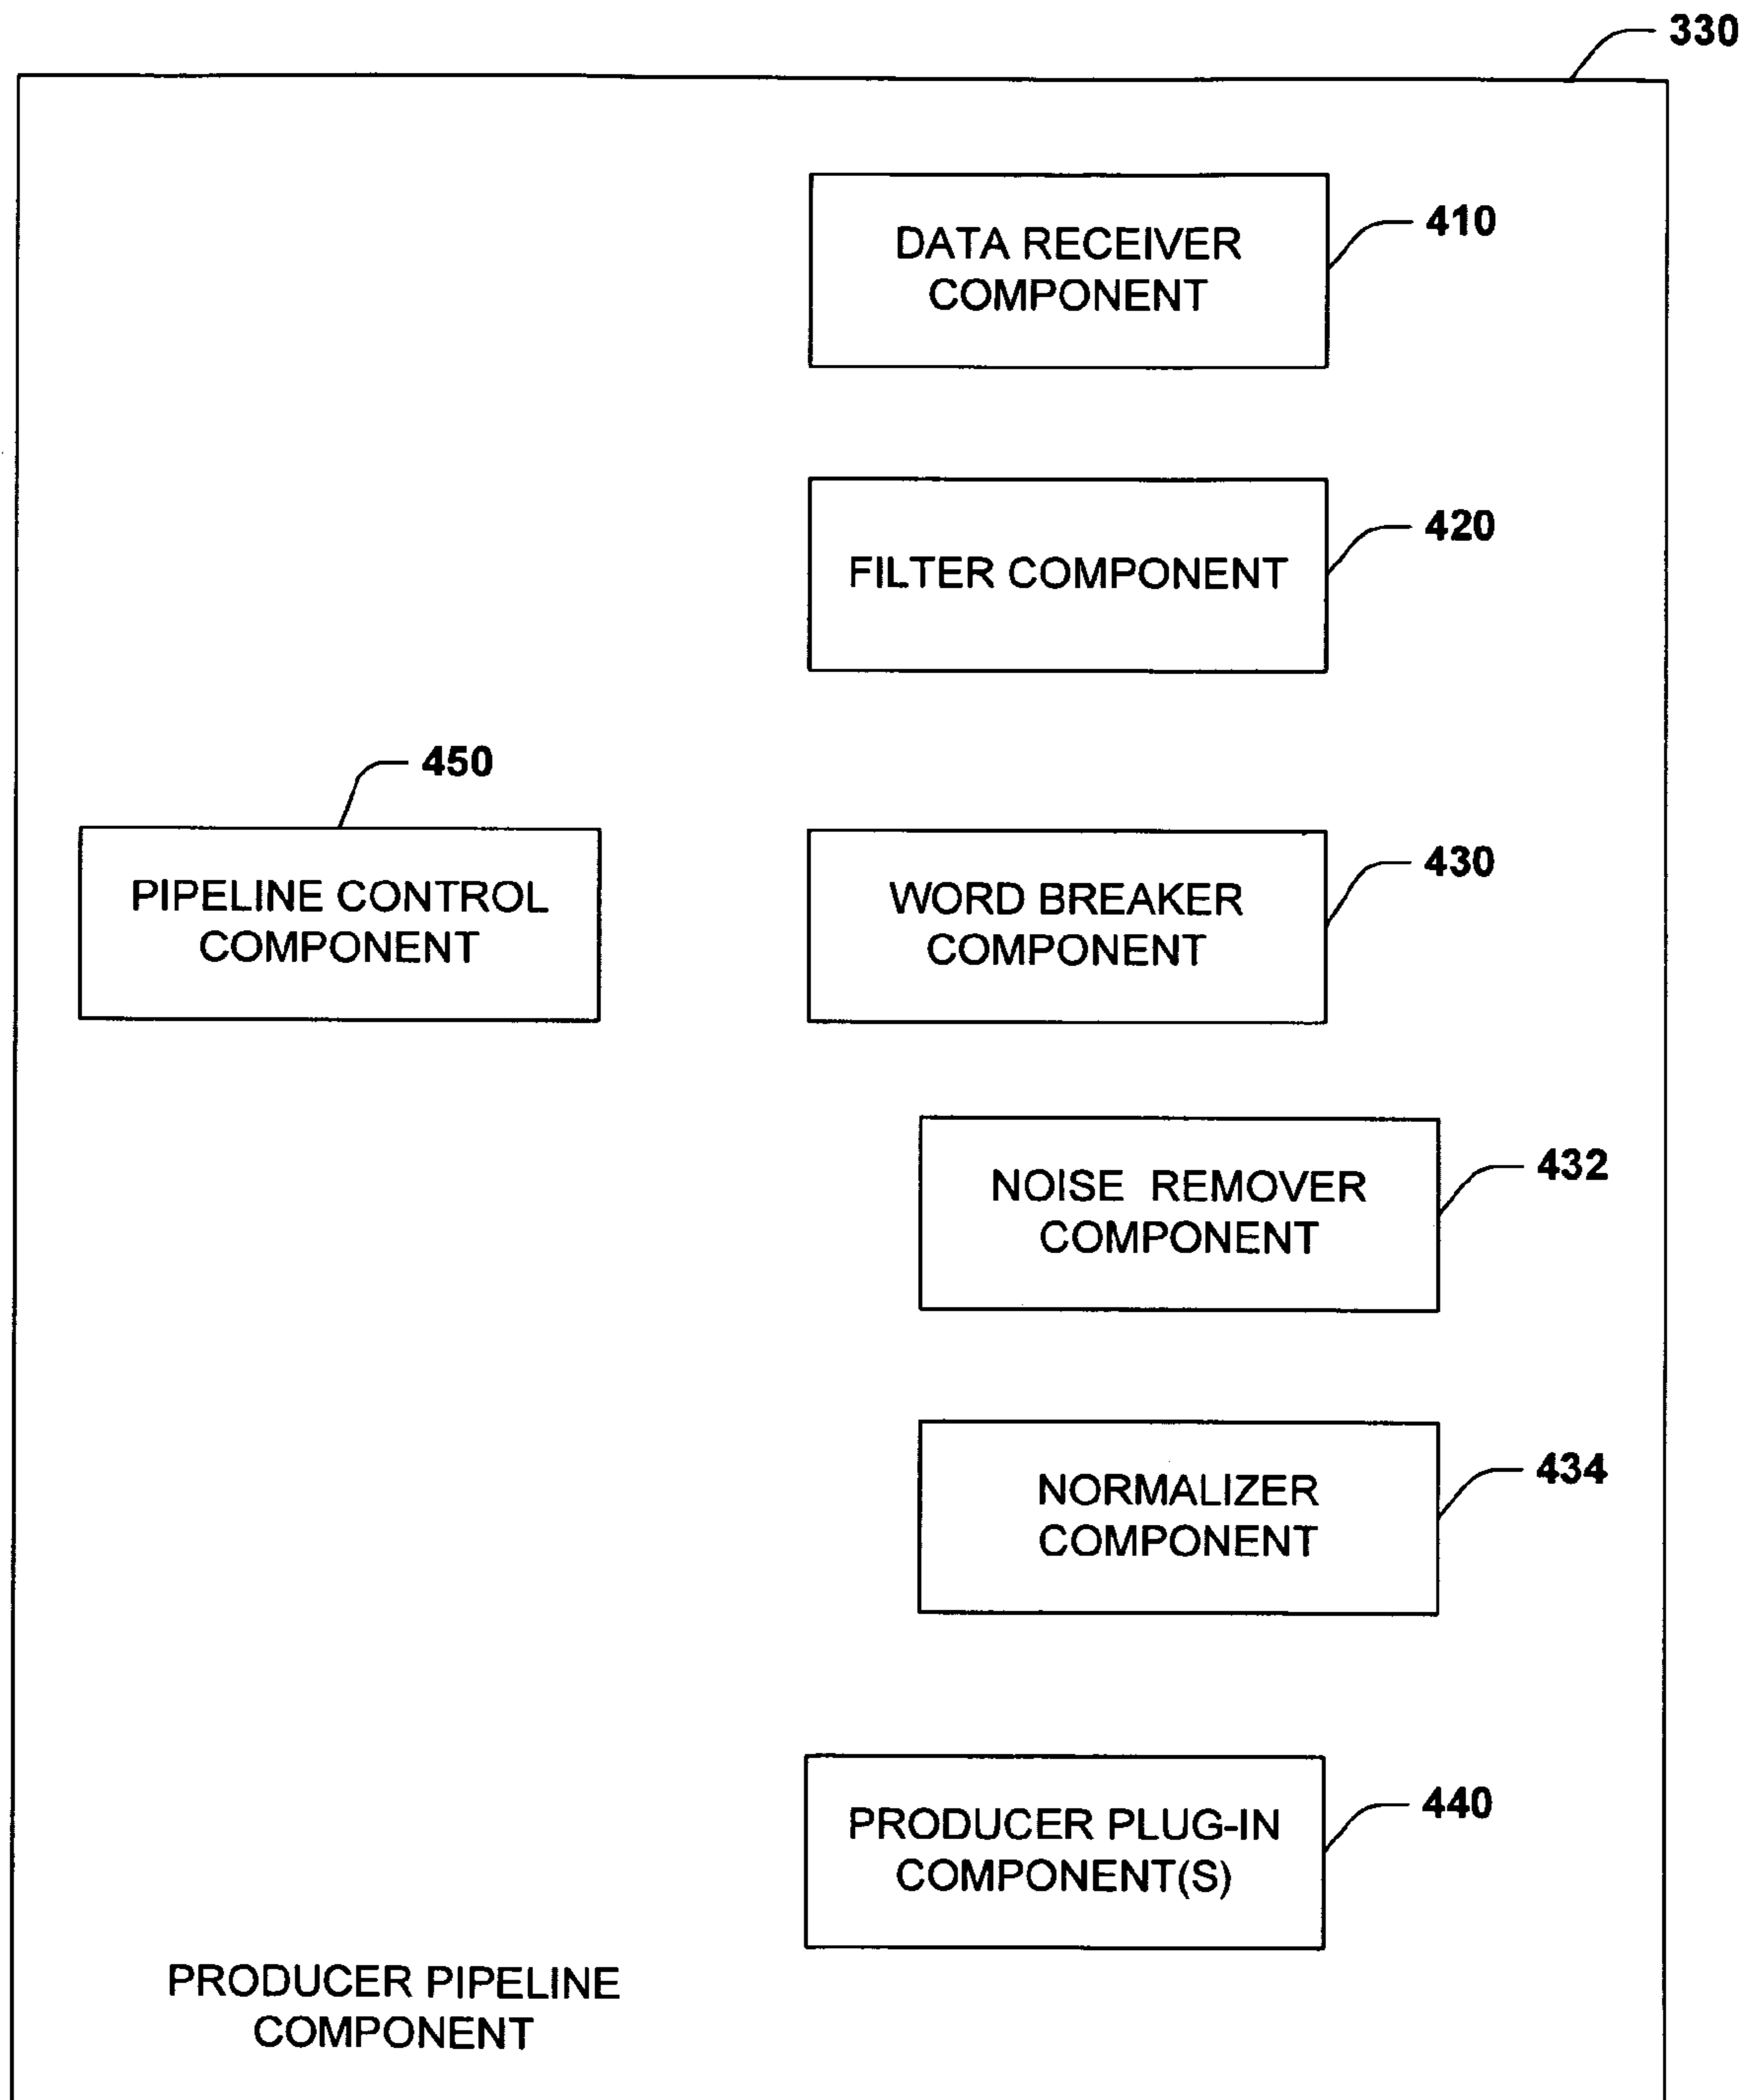 330
DATA RECEIVER
COMPONENT
410
FILTER COMPONENT
420
450
PIPELINE CONTROL
COMPONENT
WORD BREAKER
COMPONENT
430
NOISE REMOVER
COMPONENT
432
NORMALIZER
COMPONENT
434
PRODUCER PLUG-IN
COMPONENT(S)
440
PRODUCER PIPELINE
COMPONENT